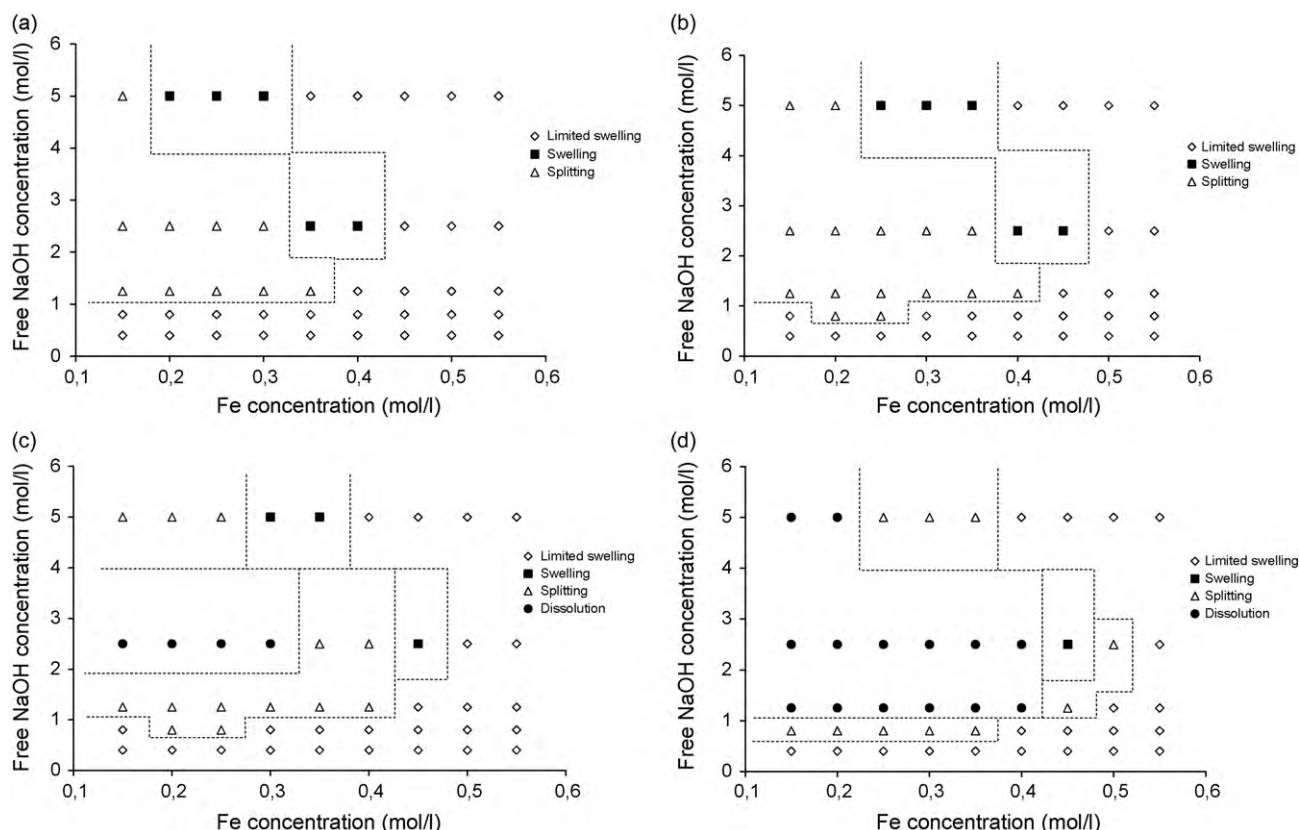 (a)
Free NaOH concentration (mol/l)
6
5
4
3
2
1
0
0,1 0,2 0,3 0,4 0,5 0,6
Fe concentration (mol/l)
Limited swelling
Swelling
Splitting
(b)
Free NaOH concentration (mol/l)
6
5
4
3
2
1
0
0,1 0,2 0,3 0,4 0,5 0,6
Fe concentration (mol/l)
Limited swelling
Swelling
Splitting
(c)
Free NaOH concentration (mol/l)
6
5
4
3
2
1
0
0,1 0,2 0,3 0,4 0,5 0,6
Fe concentration (mol/l)
Limited swelling
Swelling
Splitting
Dissolution
(d)
Free NaOH concentration (mol/l)
6
5
4
3
2
1
0
0,1 0,2 0,3 0,4 0,5 0,6
Fe concentration (mol/l)
Limited swelling
Swelling
Splitting
Dissolution